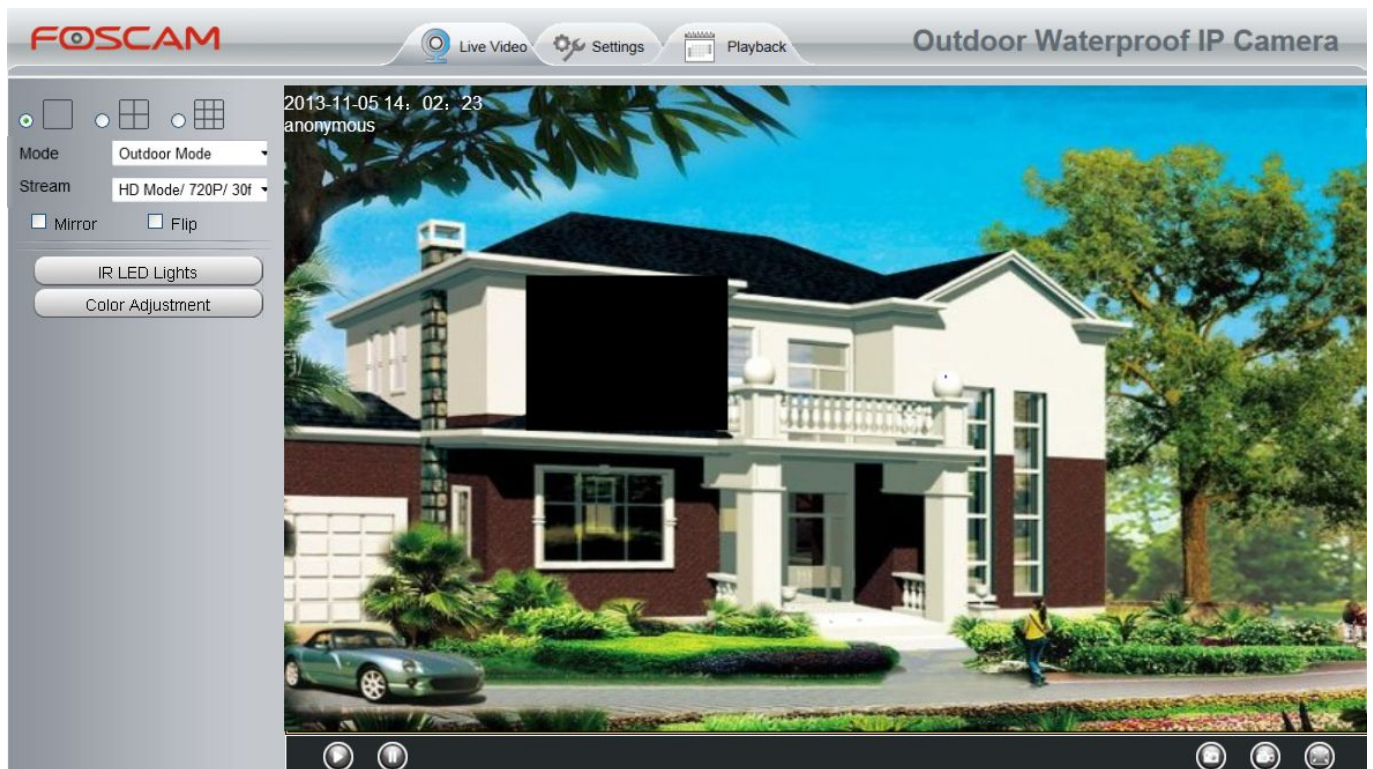 FOSCAM
Live Video
Settings
Playback
Outdoor Waterproof IP Camera
2013-11-05 14：02：23
anonymous
Mode
Outdoor Mode
Stream
HD Mode/ 720P/ 30f
Mirror
Flip
IR LED Lights
Color Adjustment